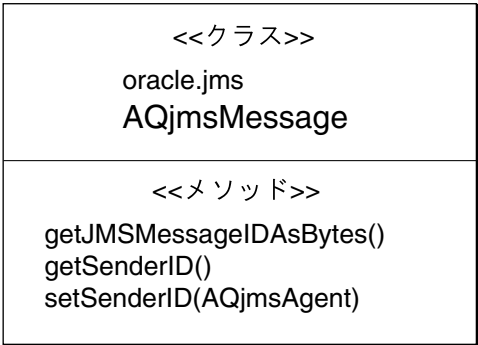 <<クラス>>
oracle.jms
AQjmsMessage
<<メソッド>>
getJMSMessageIDAsBytes()
getSenderID()
setSenderID(AQjmsAgent)